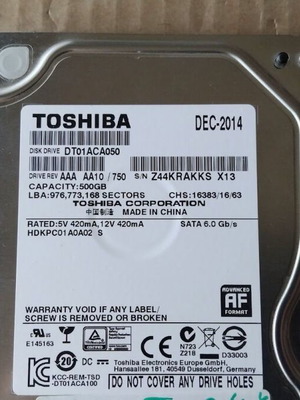 TOSHIBA
DEC-2014
DISK DRIVE DT01ACA050
DRIVE REV AAA AA10 / 750 S/N Z44KRAKKS X13
CAPACITY:500GB
LBA:976,773,168 SECTORS CHS:16383/16/63
TOSHIBA CORPORATION
中国制造 MADE IN CHINA
RATED:5V 420mA,12V 420mA SATA 6.0 Gb/s
HDKPC01A0A02 S
WARRANTY VOID IF ANY LABEL/
SCREW IS REMOVED OR BROKEN
ADVANCED
AF
FORMAT
E145163
N723
Z218
D33003
20
KCC-REM-TSD
-DT01ACA100
Toshiba Electronics Europe GmbH
Hansaallee 181, 40549 Dusseldorf, Germany
DO NOT COVER ANY DRIVE HOLES